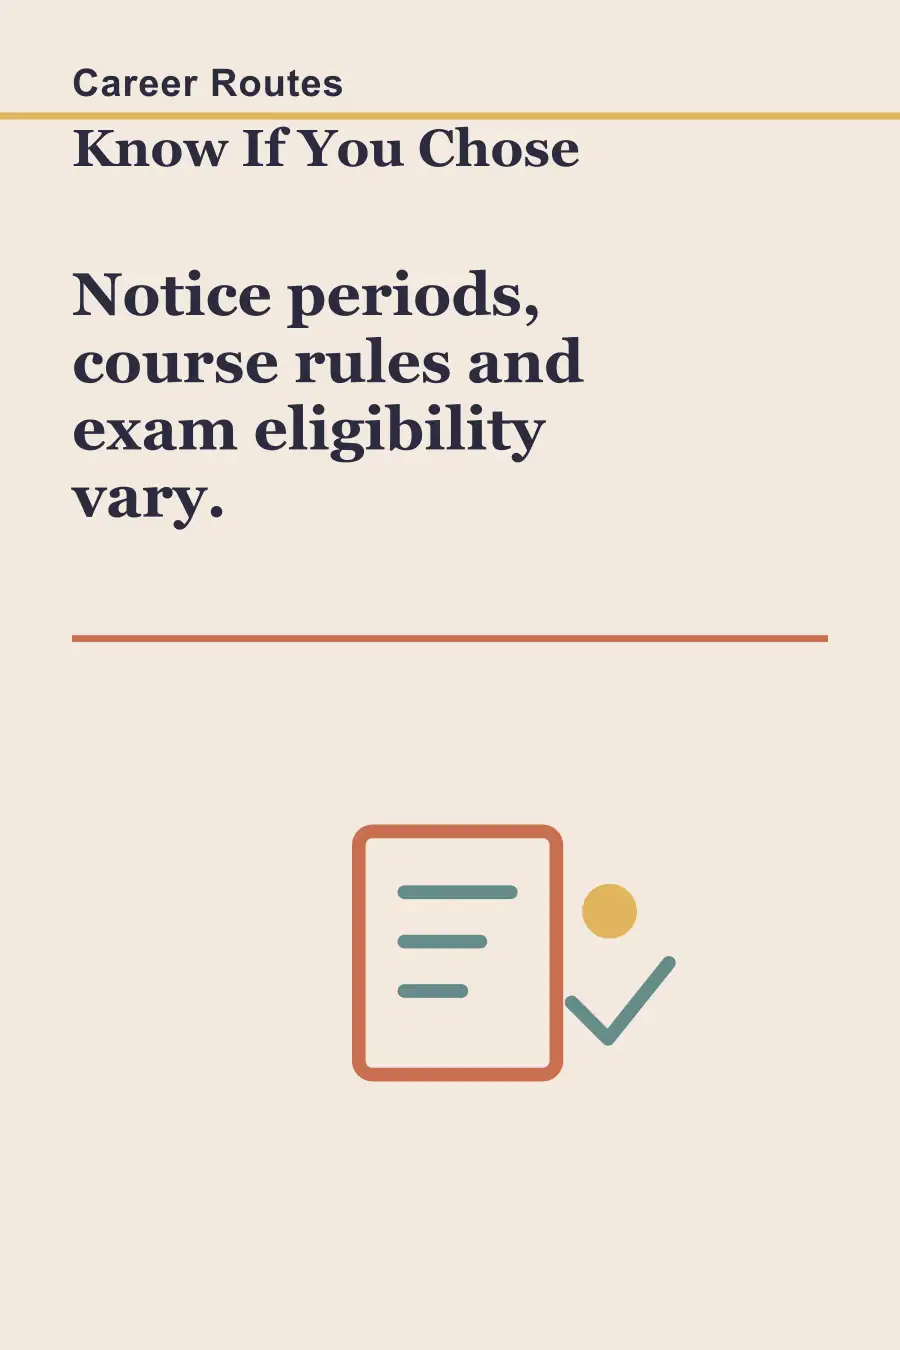 Career Routes
Know If You Chose
Notice periods,
course rules and
exam eligibility
vary.